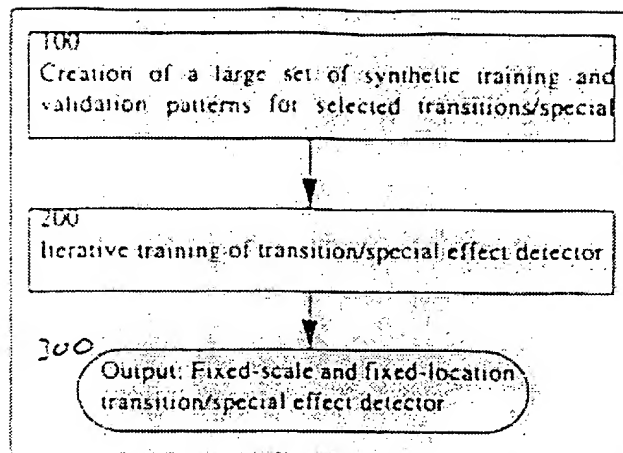 100
Creation of a large set of synthetic training and
validation patterns for selected transitions/special
200
Iterative training of transition/special effect detector
300
Output: Fixed-scale and fixed-location
transition/special effect detector